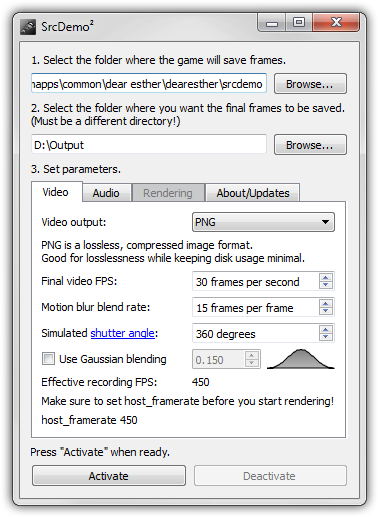 SrcDemo²
1. Select the folder where the game will save frames.
\common\dear esther\dearesther\srcdemo
Browse...
2. Select the folder where you want the final frames to be saved.
(Must be a different directory!)
D:\Output
Browse...
3. Set parameters.
Video Audio Rendering About/Updates
Video output: PNG
PNG is a lossless, compressed image format.
Good for losslessness while keeping disk usage minimal.
Final video FPS: 30 frames per second
Motion blur blend rate: 15 frames per frame
Simulated shutter angle: 360 degrees
Use Gaussian blending 0.150
Effective recording FPS: 450
Make sure to set host_framerate before you start rendering!
host_framerate 450
Press "Activate" when ready.
Activate Deactivate